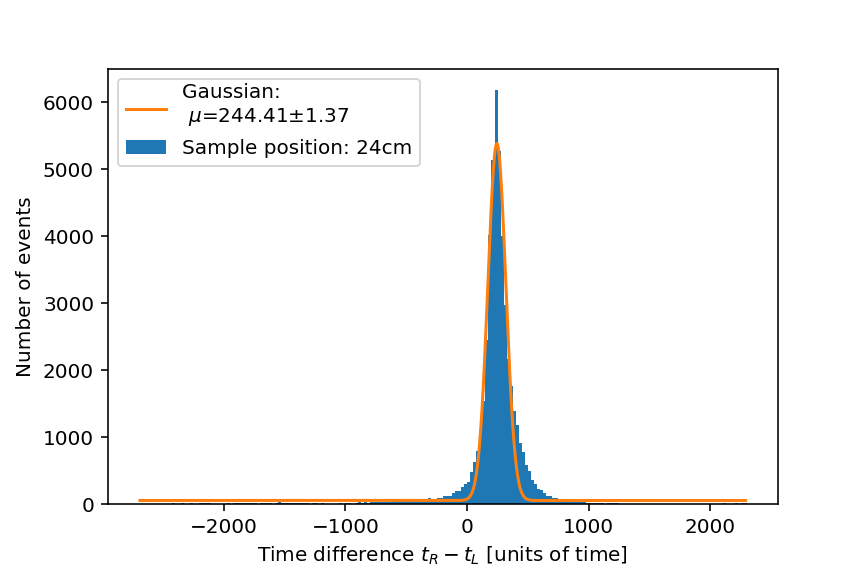 Gaussian:
μ=244.41±1.37
Sample position: 24cm
6000
5000
4000
3000
2000
1000
0
Number of events
−2000
−1000
0
1000
2000
Time difference t_R − t_L [units of time]